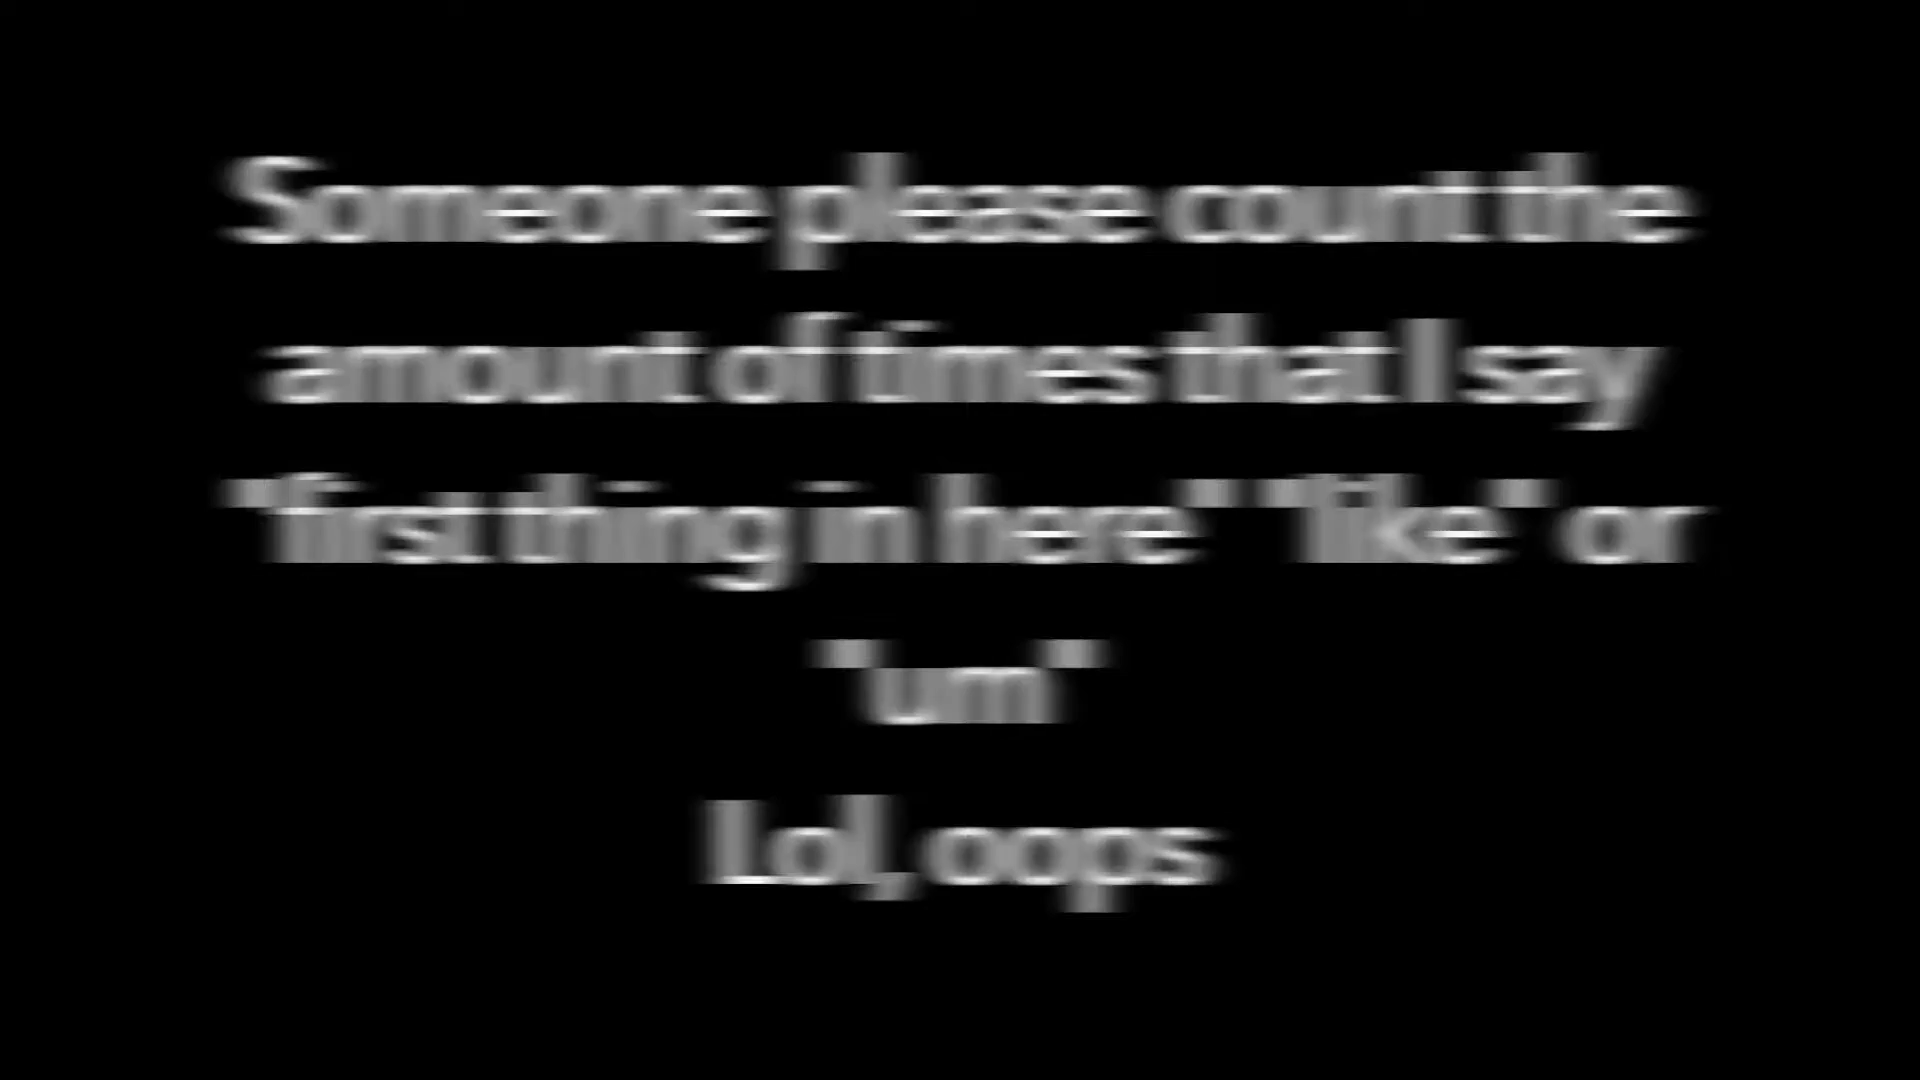 Someone please count the
amount of times that I say
"first thing in here" "like" or
"um"
Lol, oops